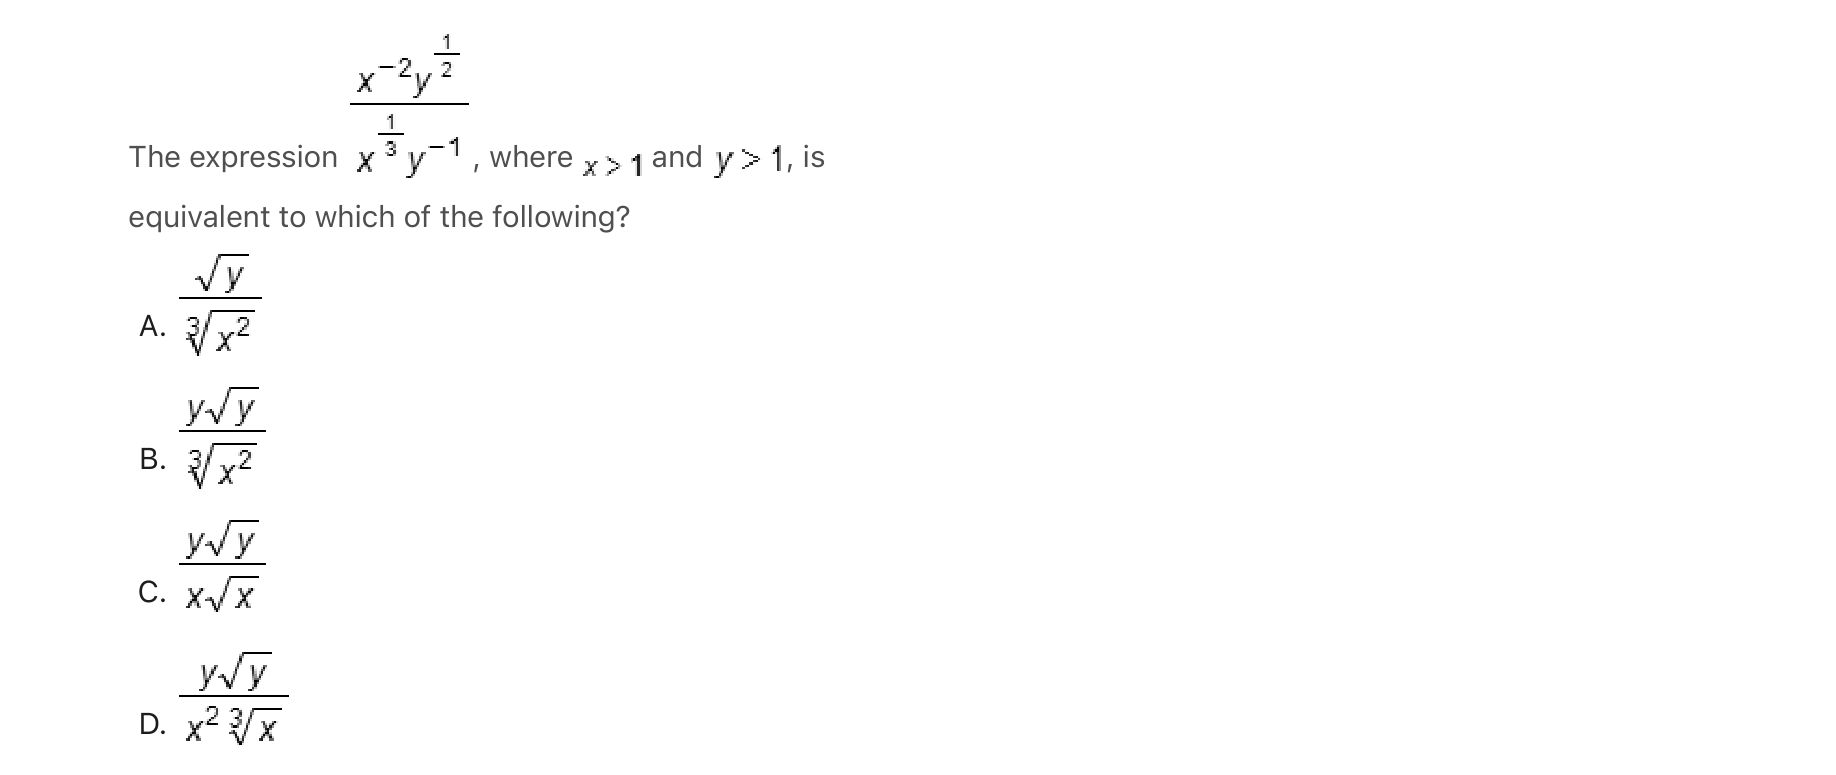 The expression \frac{x^{-2}y^{\frac{1}{2}}}{x^{\frac{1}{3}}y^{-1}}, where x > 1 and y > 1, is
equivalent to which of the following?
A. \frac{\sqrt{y}}{\sqrt[3]{x^2}}
B. \frac{y\sqrt{y}}{\sqrt[3]{x^2}}
C. \frac{y\sqrt{y}}{x\sqrt{x}}
D. \frac{y\sqrt{y}}{x^2\sqrt[3]{x}}